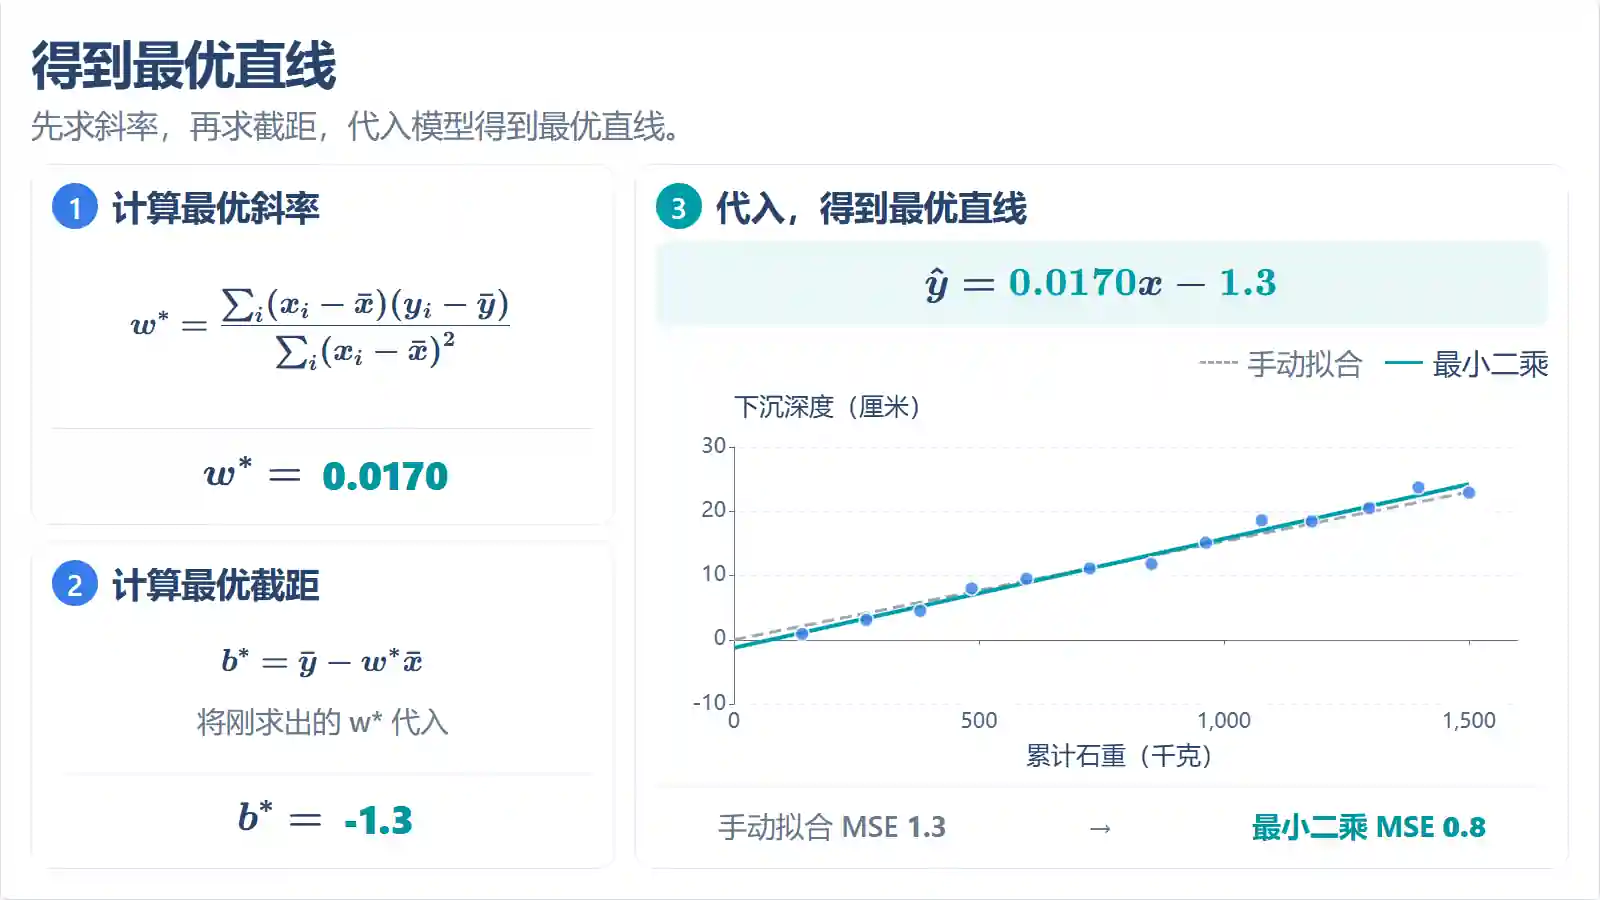 得到最优直线
先求斜率，再求截距，代入模型得到最优直线。
1 计算最优斜率
w* = ∑ᵢ(xᵢ − x̄)(yᵢ − ȳ) / ∑ᵢ(xᵢ − x̄)²
w* = 0.0170
2 计算最优截距
b* = ȳ − w*x̄
将刚求出的 w* 代入
b* = -1.3
3 代入，得到最优直线
ŷ = 0.0170x − 1.3
手动拟合 最小二乘
下沉深度（厘米）
30
20
10
0
-10
0 500 1,000 1,500
累计石重（千克）
手动拟合 MSE 1.3 → 最小二乘 MSE 0.8